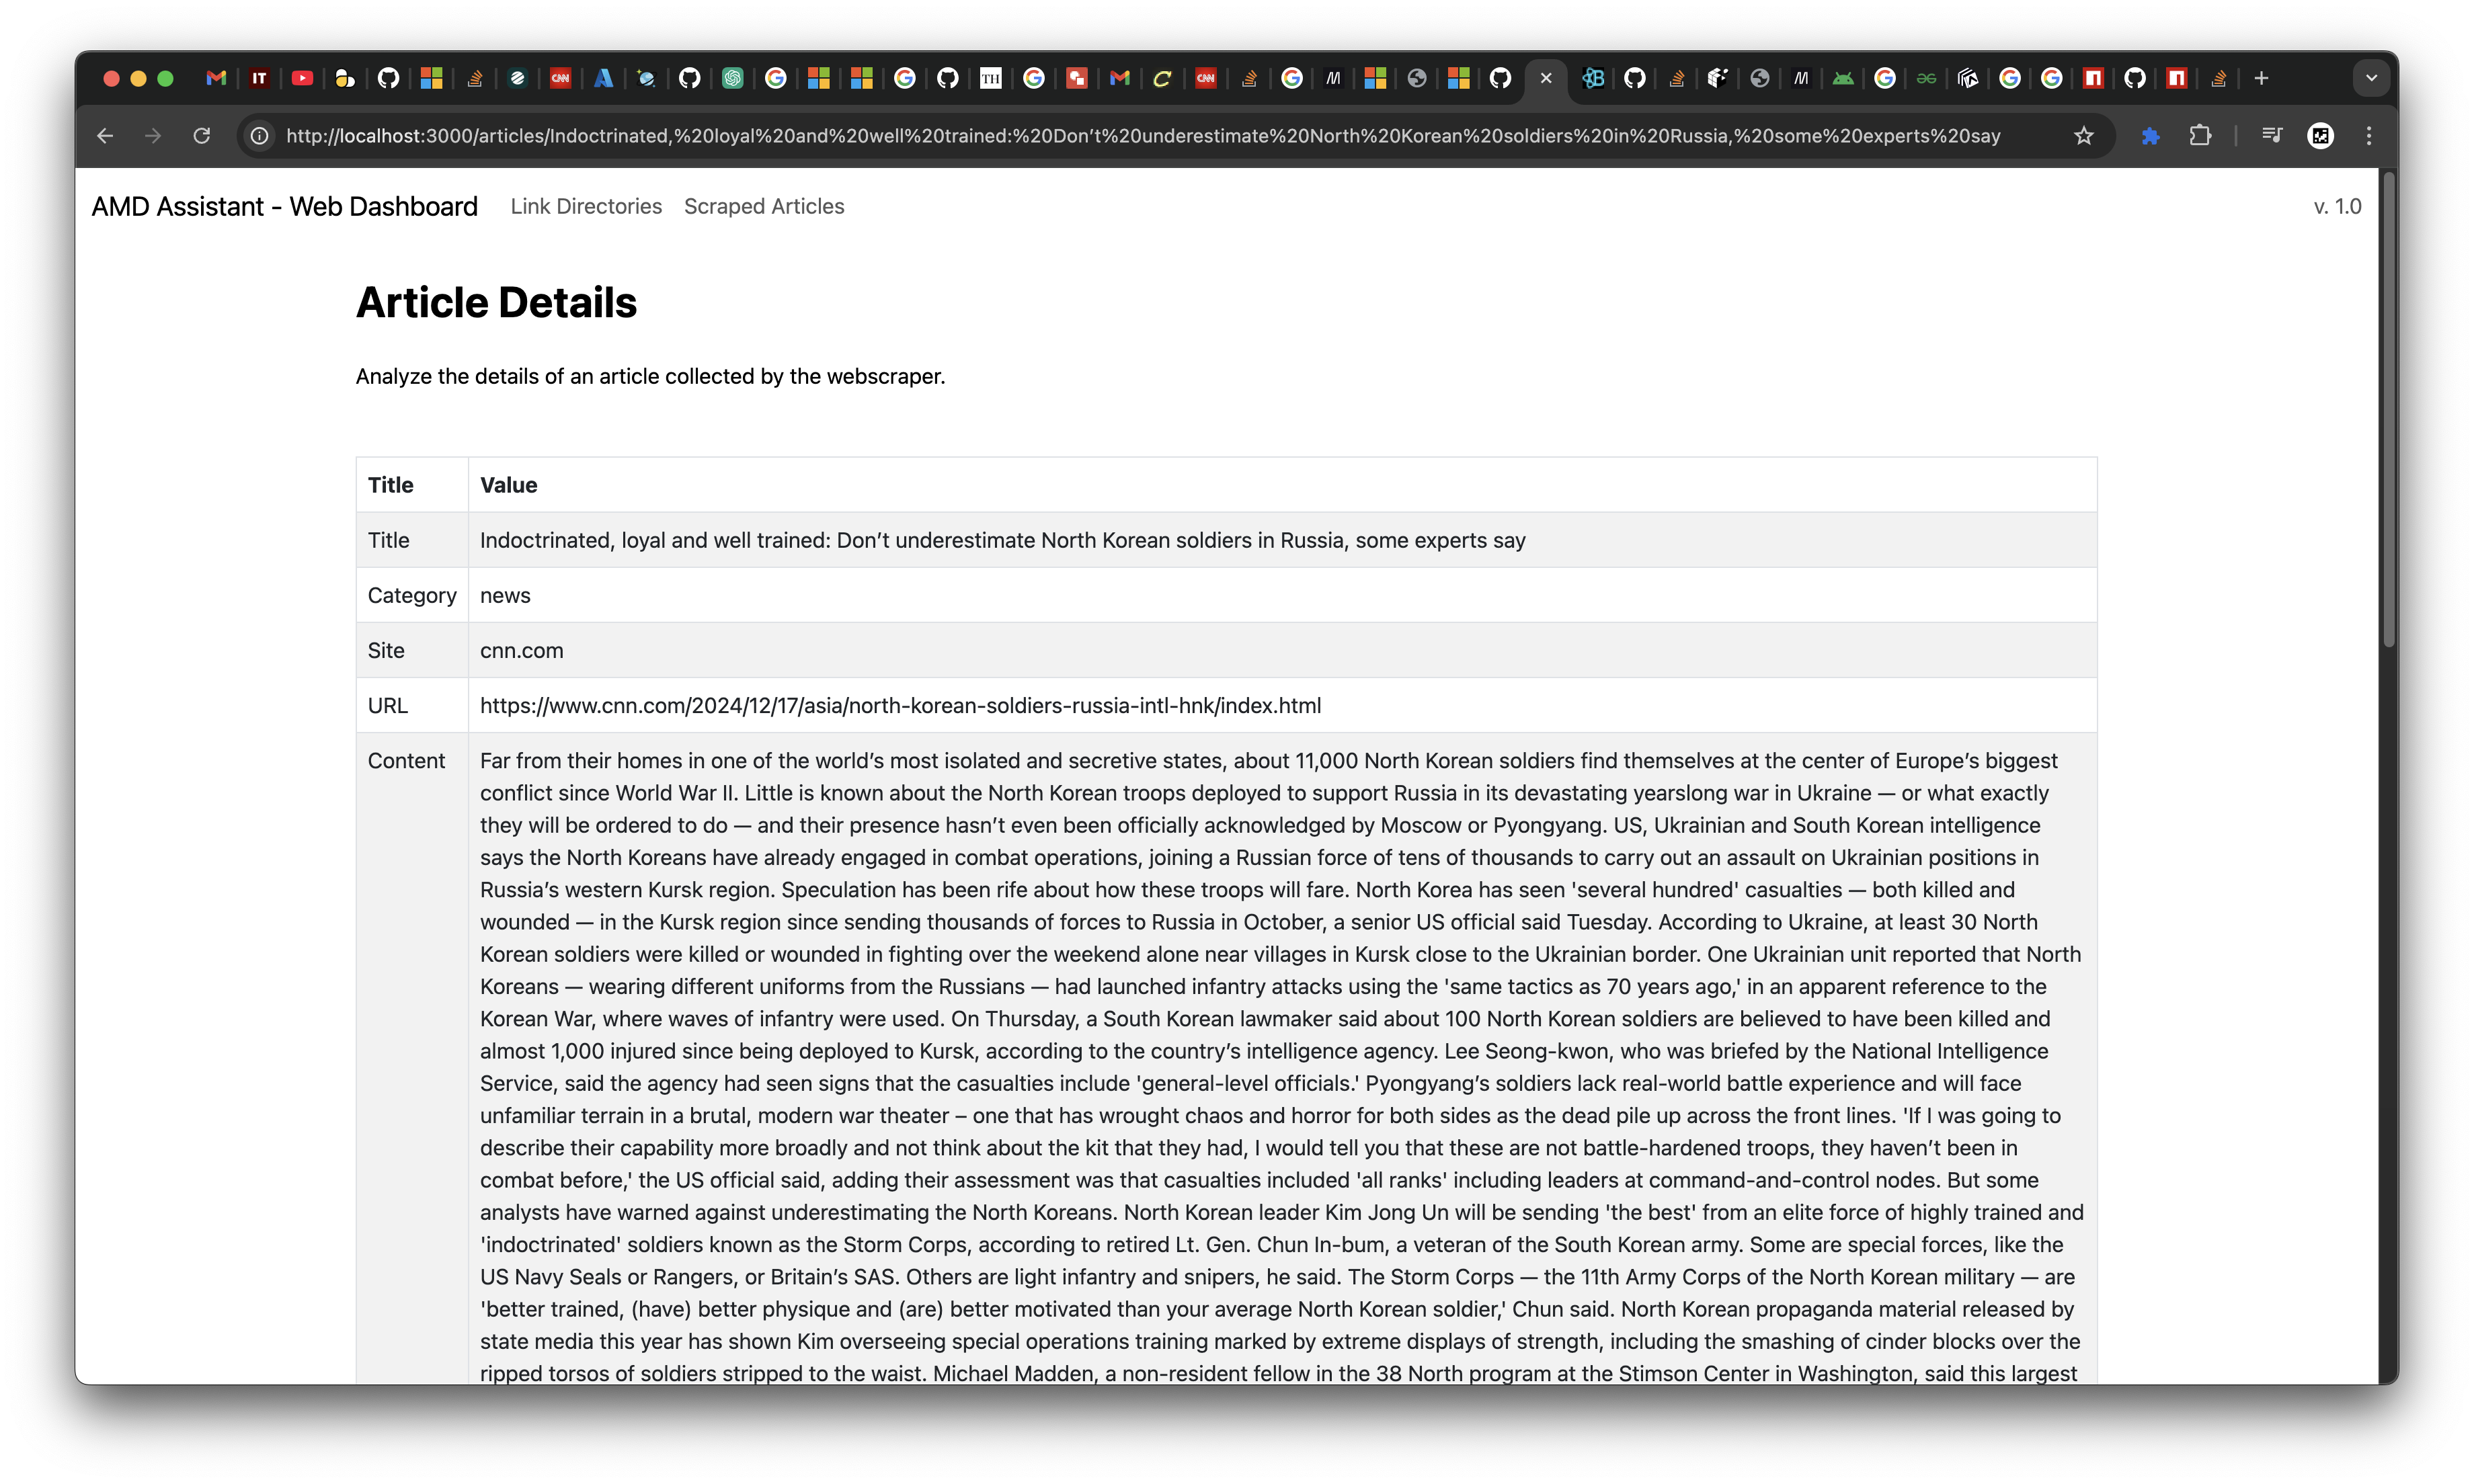 IT
CNN
TH
CNN
http://localhost:3000/articles/Indoctrinated,%20loyal%20and%20well%20trained:%20Don’t%20underestimate%20North%20Korean%20soldiers%20in%20Russia,%20some%20experts%20say
AMD Assistant - Web Dashboard Link Directories Scraped Articles v. 1.0
Article Details
Analyze the details of an article collected by the webscraper.
Title Value
Title Indoctrinated, loyal and well trained: Don’t underestimate North Korean soldiers in Russia, some experts say
Category news
Site cnn.com
URL https://www.cnn.com/2024/12/17/asia/north-korean-soldiers-russia-intl-hnk/index.html
Content Far from their homes in one of the world’s most isolated and secretive states, about 11,000 North Korean soldiers find themselves at the center of Europe’s biggest
conflict since World War II. Little is known about the North Korean troops deployed to support Russia in its devastating yearslong war in Ukraine — or what exactly
they will be ordered to do — and their presence hasn’t even been officially acknowledged by Moscow or Pyongyang. US, Ukrainian and South Korean intelligence
says the North Koreans have already engaged in combat operations, joining a Russian force of tens of thousands to carry out an assault on Ukrainian positions in
Russia’s western Kursk region. Speculation has been rife about how these troops will fare. North Korea has seen 'several hundred' casualties — both killed and
wounded — in the Kursk region since sending thousands of forces to Russia in October, a senior US official said Tuesday. According to Ukraine, at least 30 North
Korean soldiers were killed or wounded in fighting over the weekend alone near villages in Kursk close to the Ukrainian border. One Ukrainian unit reported that North
Koreans — wearing different uniforms from the Russians — had launched infantry attacks using the 'same tactics as 70 years ago,' in an apparent reference to the
Korean War, where waves of infantry were used. On Thursday, a South Korean lawmaker said about 100 North Korean soldiers are believed to have been killed and
almost 1,000 injured since being deployed to Kursk, according to the country’s intelligence agency. Lee Seong-kwon, who was briefed by the National Intelligence
Service, said the agency had seen signs that the casualties include 'general-level officials.' Pyongyang’s soldiers lack real-world battle experience and will face
unfamiliar terrain in a brutal, modern war theater – one that has wrought chaos and horror for both sides as the dead pile up across the front lines. 'If I was going to
describe their capability more broadly and not think about the kit that they had, I would tell you that these are not battle-hardened troops, they haven’t been in
combat before,' the US official said, adding their assessment was that casualties included 'all ranks' including leaders at command-and-control nodes. But some
analysts have warned against underestimating the North Koreans. North Korean leader Kim Jong Un will be sending 'the best' from an elite force of highly trained and
'indoctrinated' soldiers known as the Storm Corps, according to retired Lt. Gen. Chun In-bum, a veteran of the South Korean army. Some are special forces, like the
US Navy Seals or Rangers, or Britain’s SAS. Others are light infantry and snipers, he said. The Storm Corps — the 11th Army Corps of the North Korean military — are
'better trained, (have) better physique and (are) better motivated than your average North Korean soldier,' Chun said. North Korean propaganda material released by
state media this year has shown Kim overseeing special operations training marked by extreme displays of strength, including the smashing of cinder blocks over the
ripped torsos of soldiers stripped to the waist. Michael Madden, a non-resident fellow in the 38 North program at the Stimson Center in Washington, said this largest